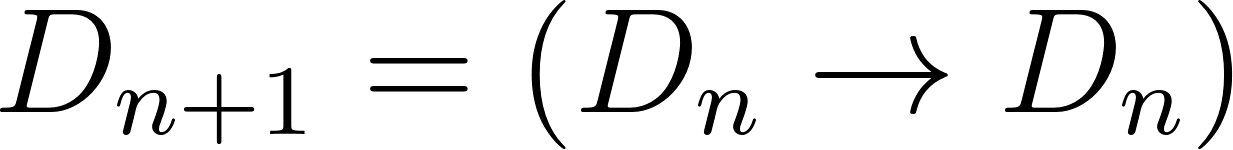 D_{n+1} = (D_n → D_n)